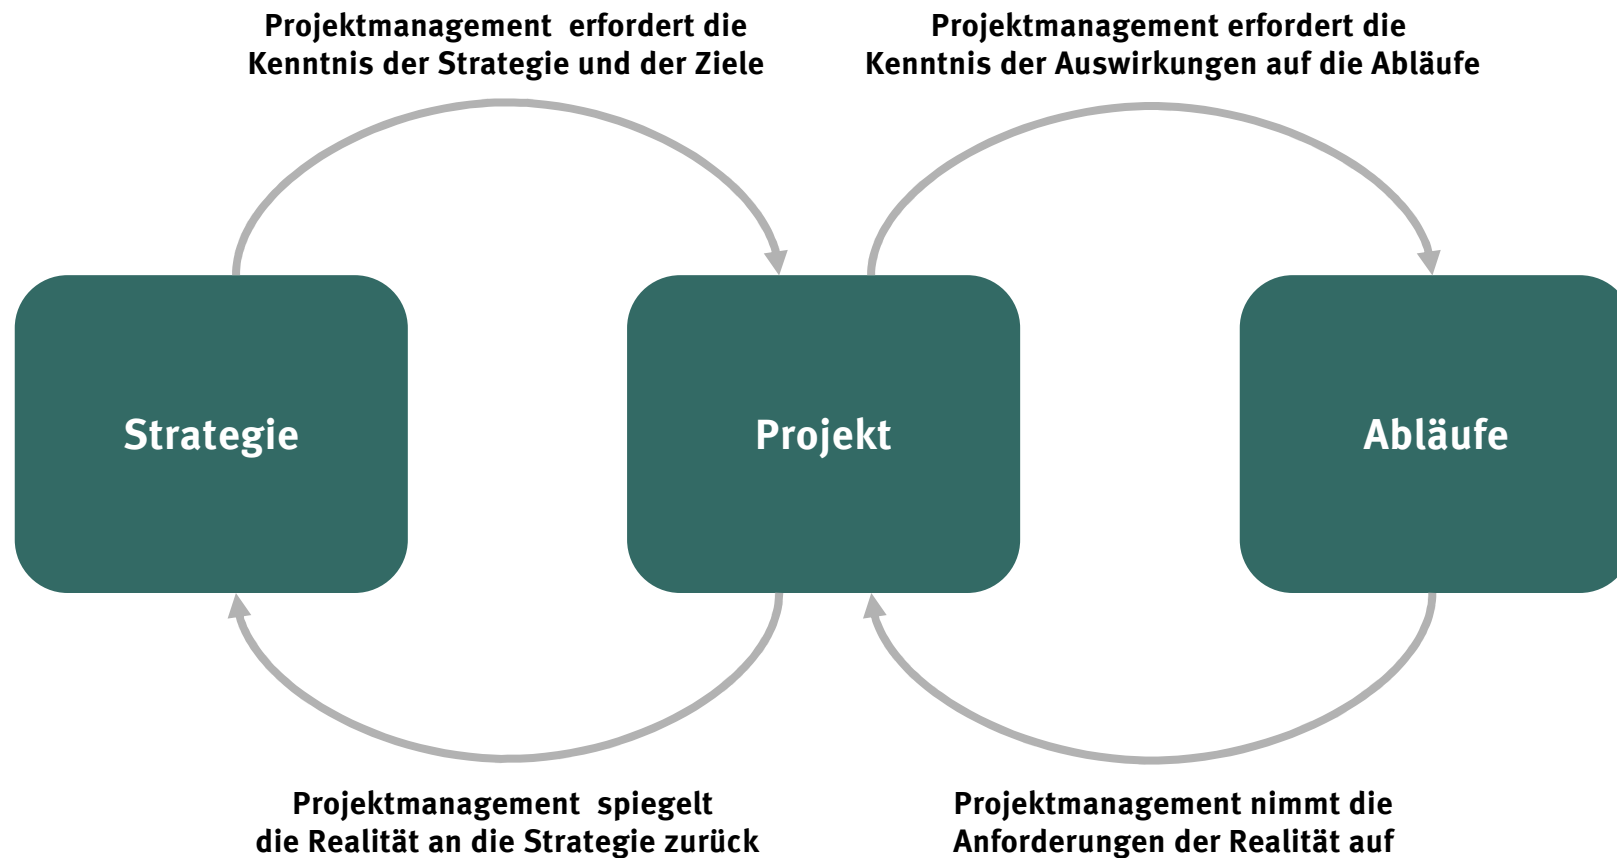 Projektmanagement  erfordert die
Kenntnis der Strategie und der Ziele
Projektmanagement erfordert die
Kenntnis der Auswirkungen auf die Abläufe
Strategie
Projekt
Abläufe
Projektmanagement  spiegelt
die Realität an die Strategie zurück
Projektmanagement nimmt die
Anforderungen der Realität auf